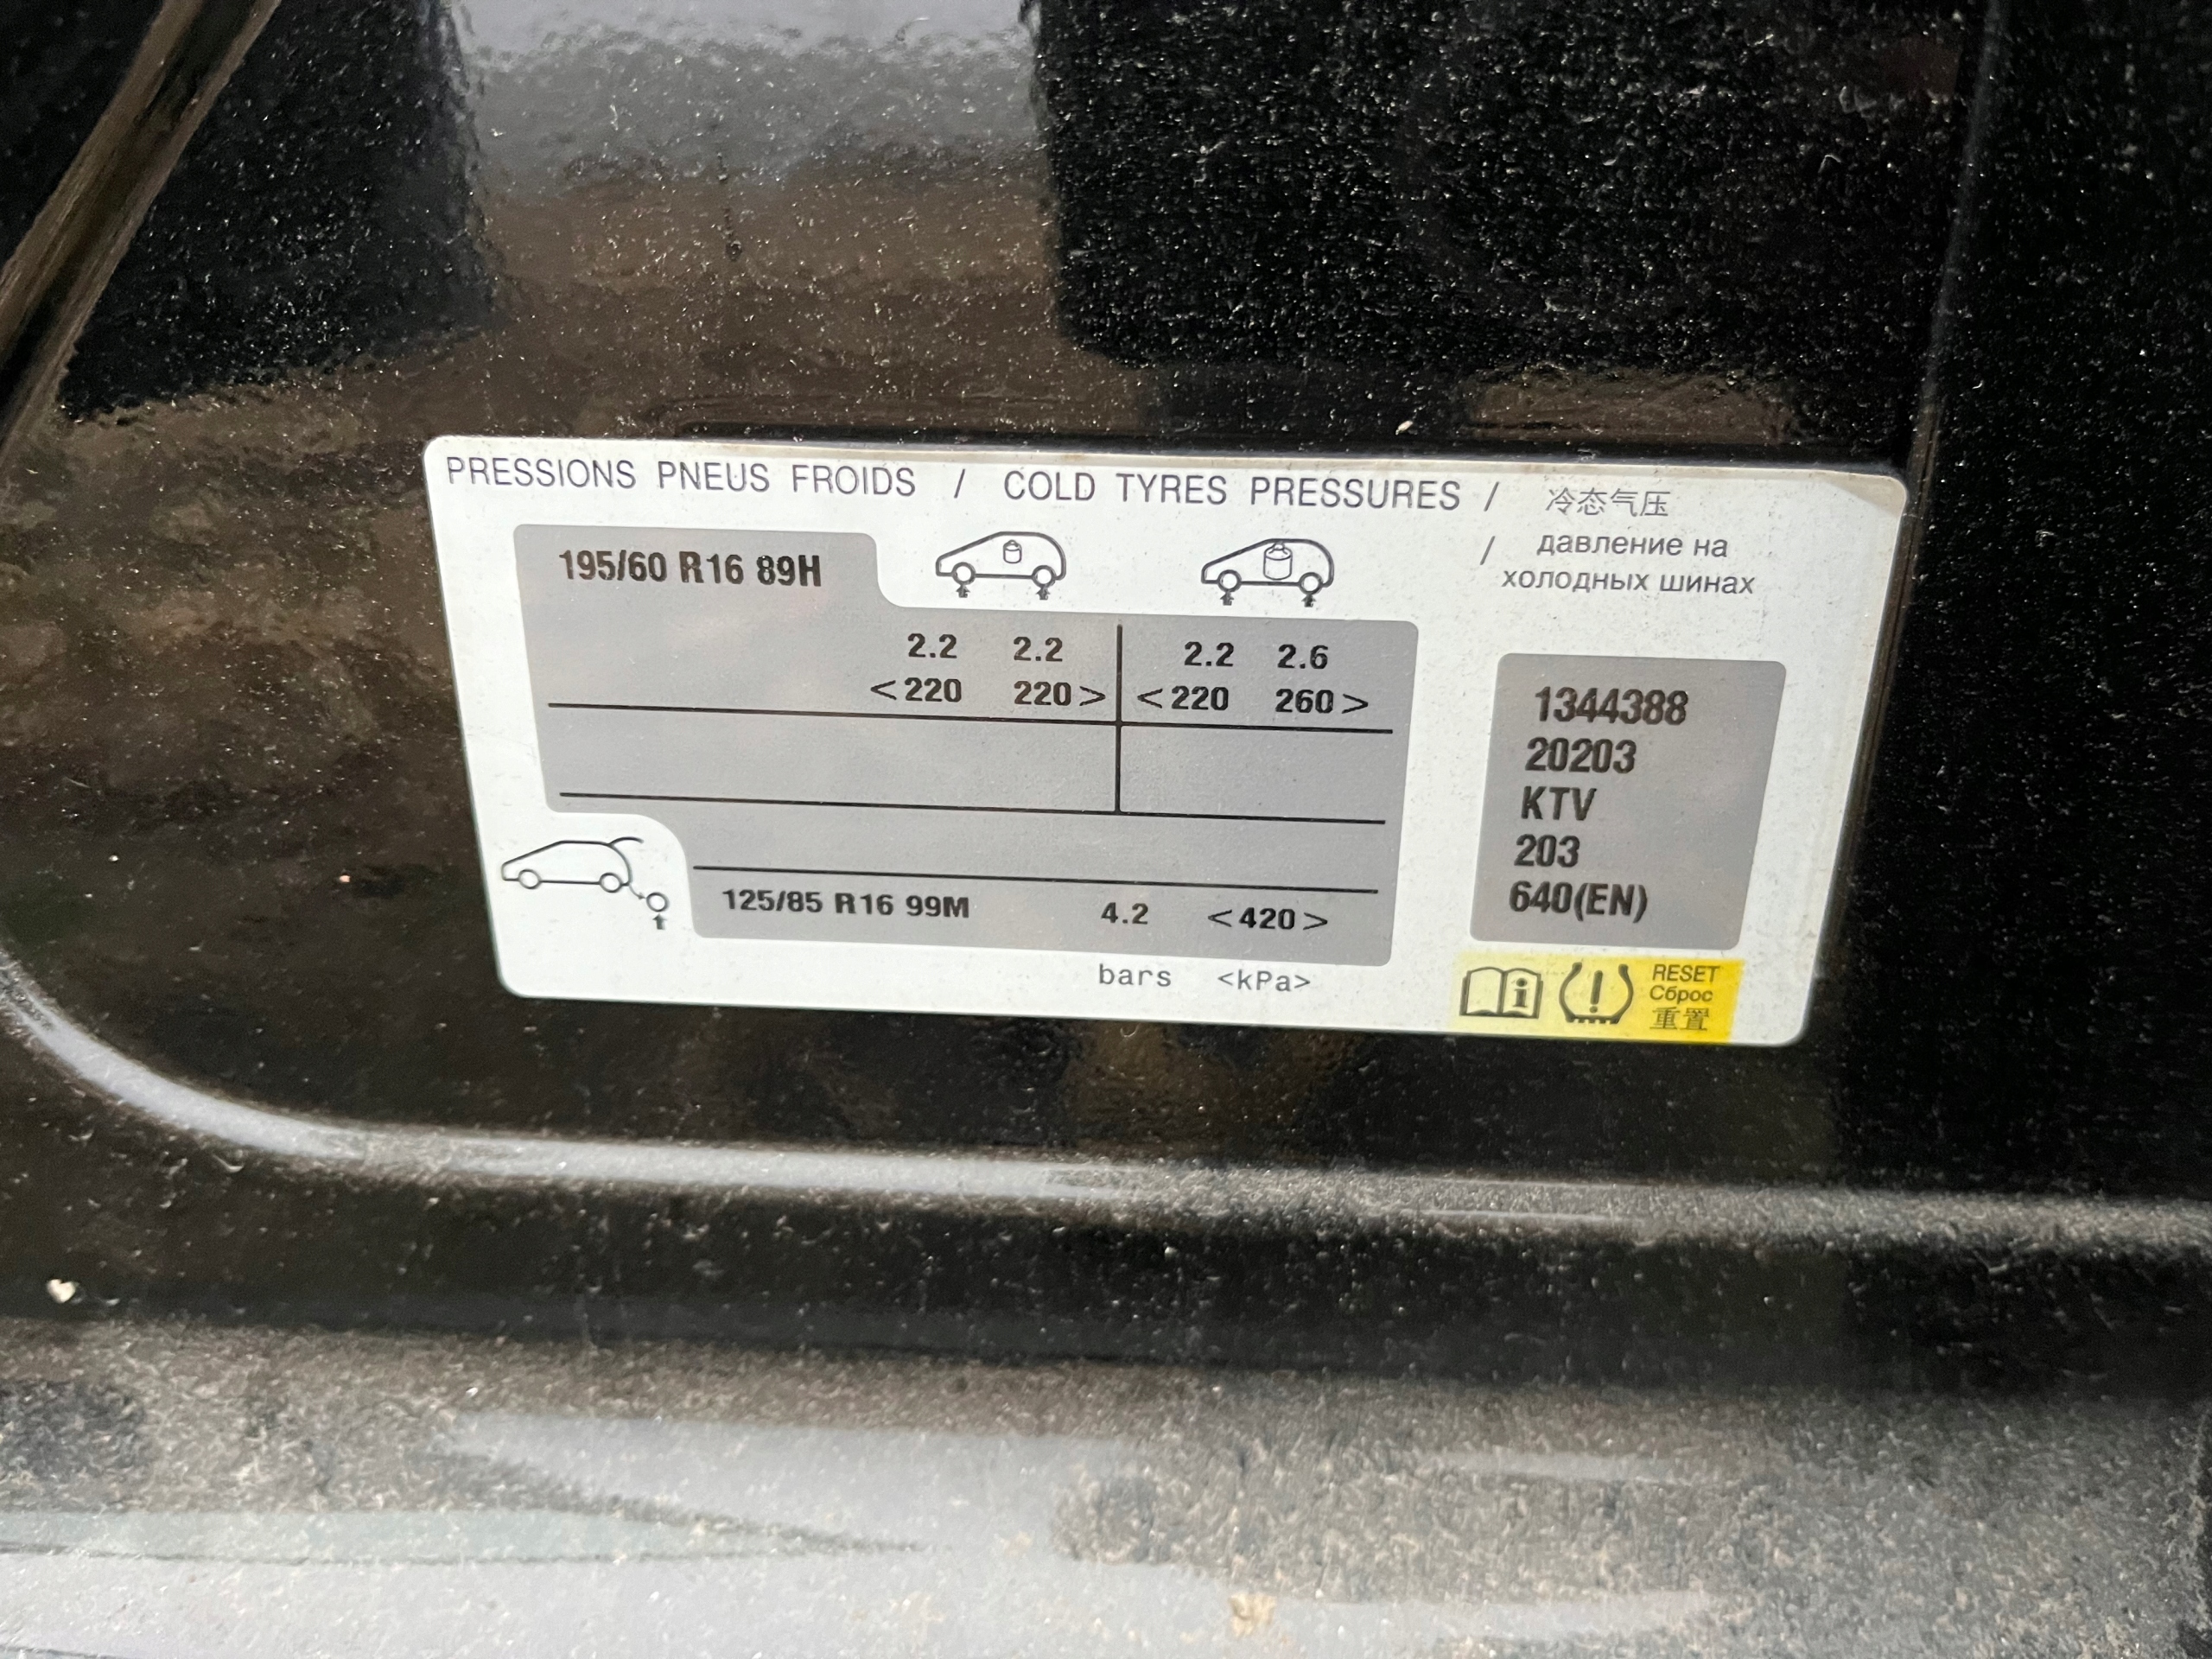 PRESSIONS PNEUS FROIDS / COLD TYRES PRESSURES / 冷态气压
/ давление на
холодных шинах
195/60 R16 89H
2.2 2.2 2.2 2.6
<220 220> <220 260>
125/85 R16 99M 4.2 <420>
bars <kPa>
1344388
20203
KTV
203
640(EN)
RESET
Сброс
重置